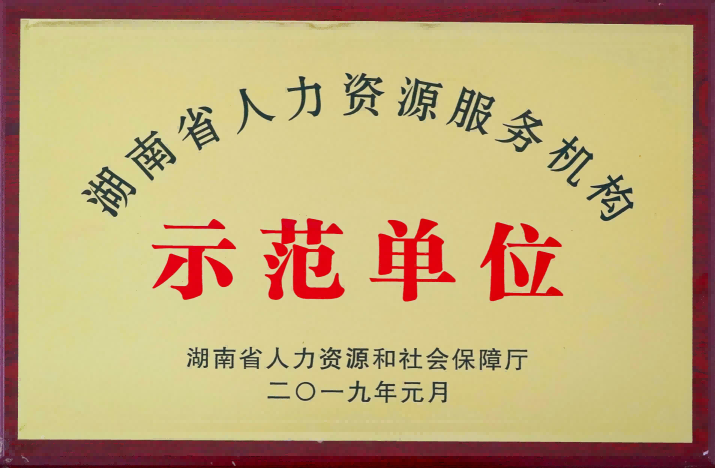 湖南省人力资源服务机构
示范单位
湖南省人力资源和社会保障厅
二〇一九年元月